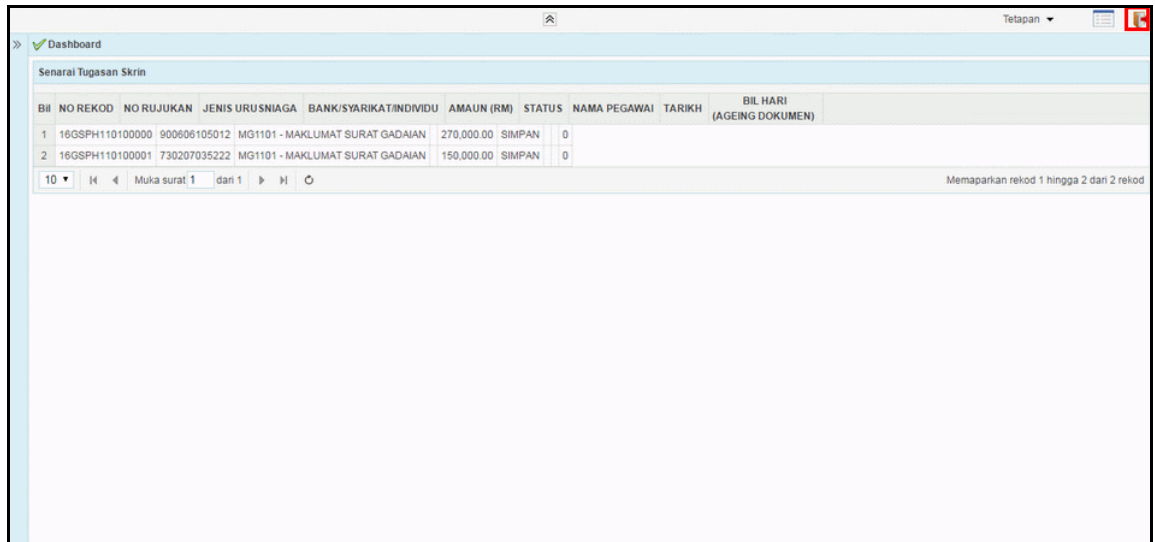 Tetapan
Dashboard
Senarai Tugasan Skrin
Bil NO REKOD NO RUJUKAN JENIS URUSNIAGA BANK/SYARIKAT/INDIVIDU AMAUN (RM) STATUS NAMA PEGAWAI TARIKH BIL HARI
(AGEING DOKUMEN)
1 16GSPH110100000 900606105012 MG1101 - MAKLUMAT SURAT GADAIAN 270,000.00 SIMPAN 0
2 16GSPH110100001 730207035222 MG1101 - MAKLUMAT SURAT GADAIAN 150,000.00 SIMPAN 0
10 Muka surat 1 dari 1 Memaparkan rekod 1 hingga 2 dari 2 rekod